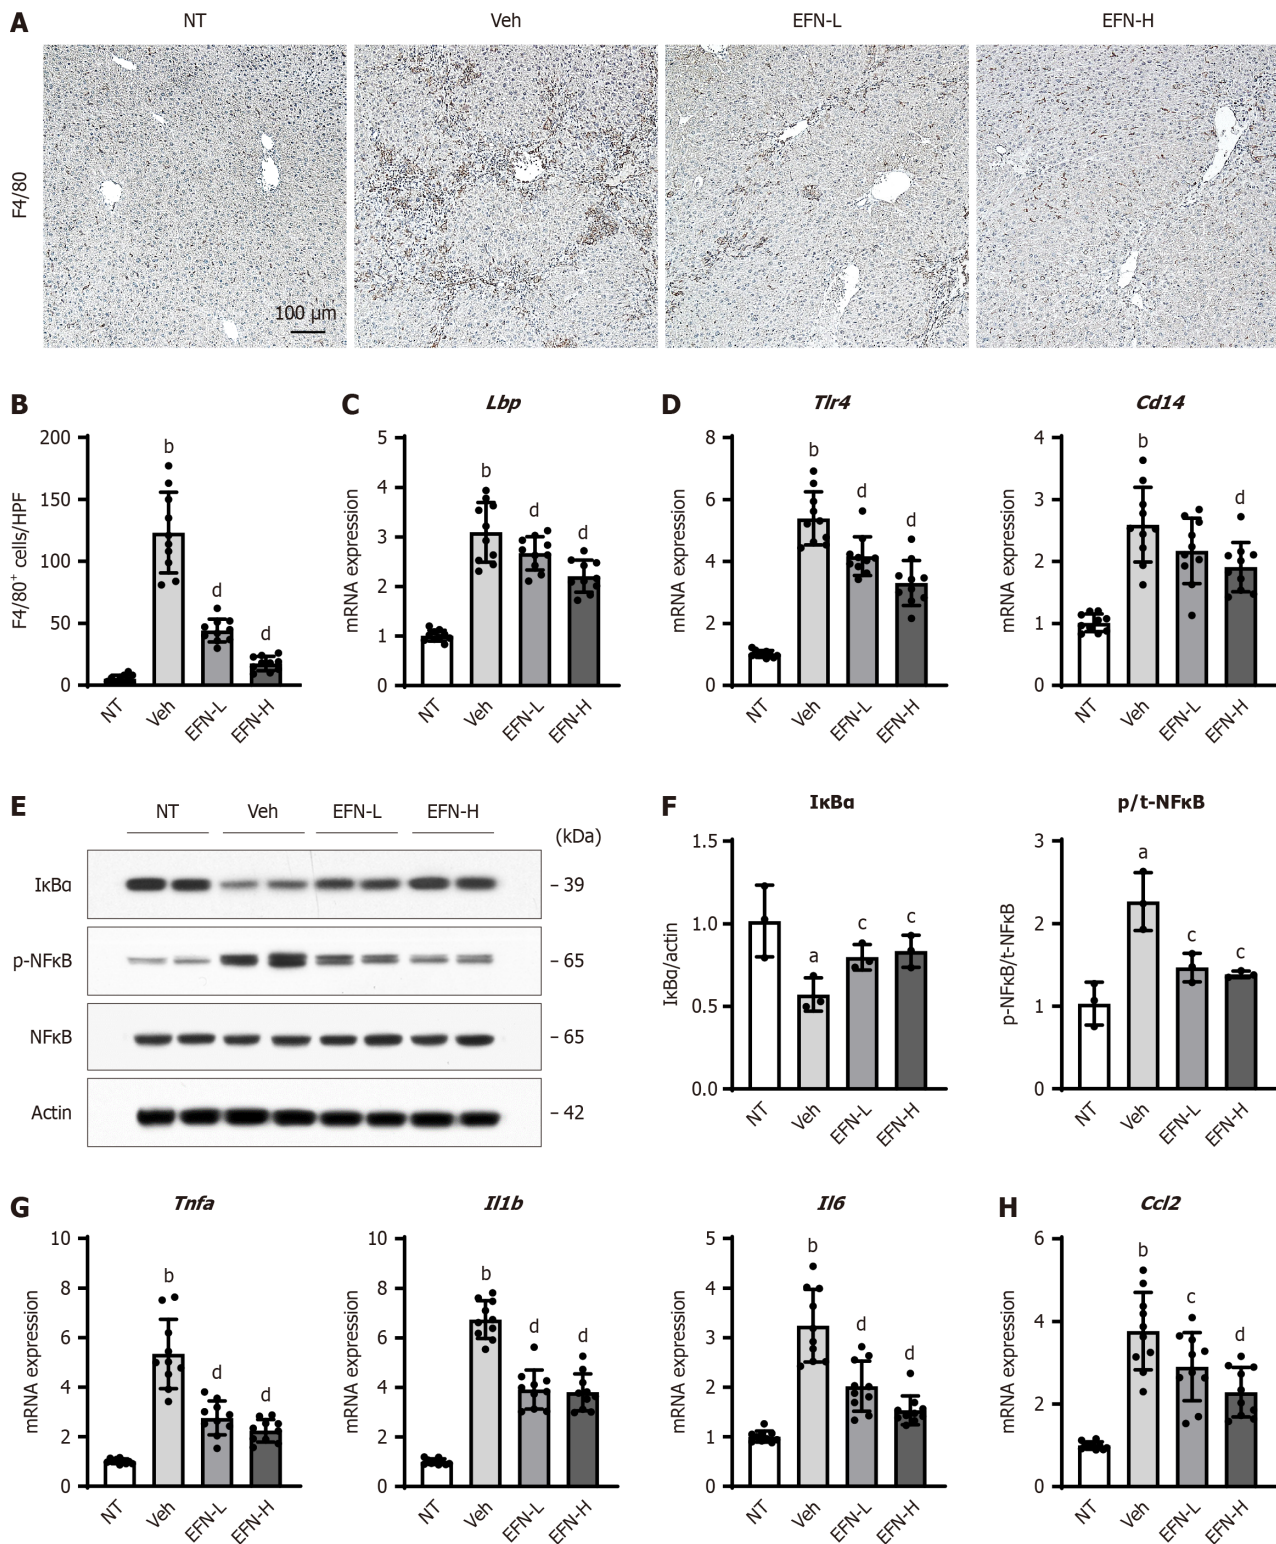 A
NT
Veh
EFN-L
EFN-H
F4/80
100 µm
B
F4/80⁺ cells/HPF
200
150
100
50
0
b
d
d
NT
Veh
EFN-L
EFN-H
C
Lbp
mRNA expression
5
4
3
2
1
0
b
d
d
NT
Veh
EFN-L
EFN-H
D
Tlr4
mRNA expression
8
6
4
2
0
b
d
d
NT
Veh
EFN-L
EFN-H
Cd14
mRNA expression
4
3
2
1
0
b
d
NT
Veh
EFN-L
EFN-H
E
NT
Veh
EFN-L
EFN-H
(kDa)
IκBα
– 39
p-NFκB
– 65
NFκB
– 65
Actin
– 42
F
IκBα
IκBα/actin
1.5
1.0
0.5
0.0
a
c
c
NT
Veh
EFN-L
EFN-H
p/t-NFκB
p-NFκB/t-NFκB
3
2
1
0
a
c
c
NT
Veh
EFN-L
EFN-H
G
Tnfa
mRNA expression
10
8
6
4
2
0
b
d
d
NT
Veh
EFN-L
EFN-H
Il1b
mRNA expression
10
8
6
4
2
0
b
d
d
NT
Veh
EFN-L
EFN-H
Il6
mRNA expression
5
4
3
2
1
0
b
d
d
NT
Veh
EFN-L
EFN-H
H
Ccl2
mRNA expression
6
4
2
0
b
c
d
NT
Veh
EFN-L
EFN-H